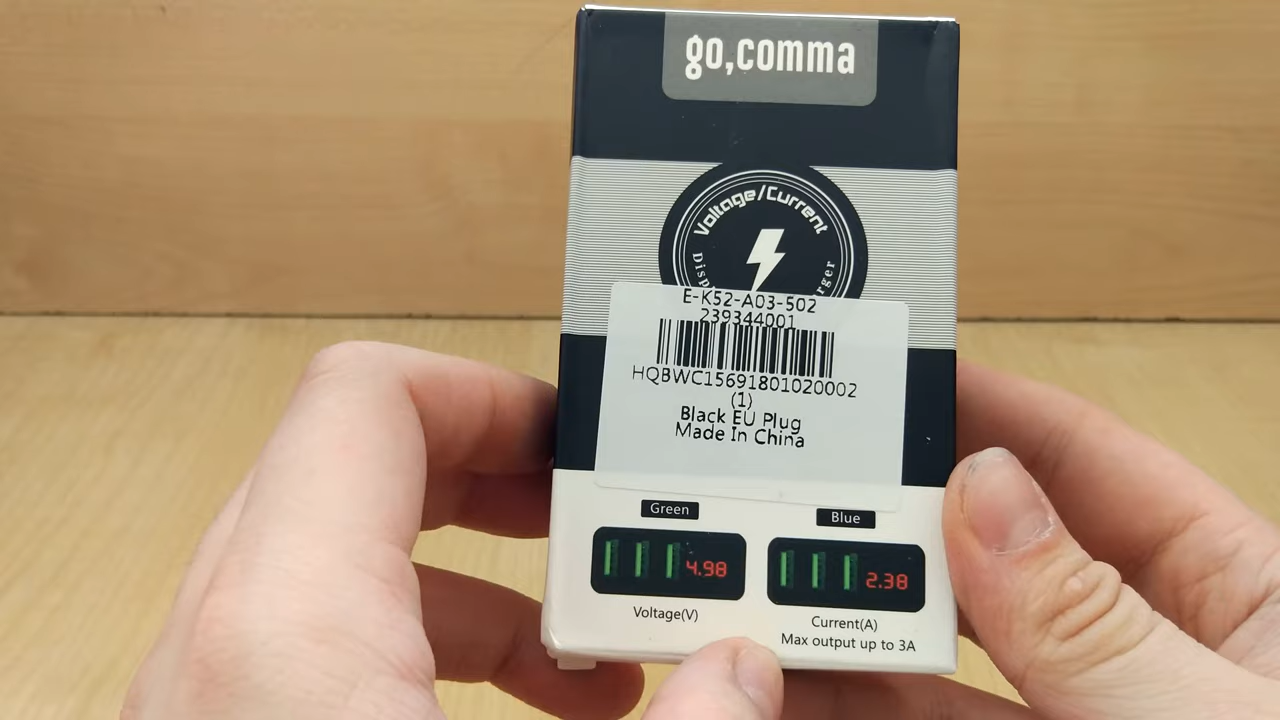 go,comma
Voltage/Current
E-K52-A03-502
239344001
HQBWC15691801020002
(1)
Black EU Plug
Made In China
Green
Blue
4.98
2.38
Voltage(V)
Current(A)
Max output up to 3A